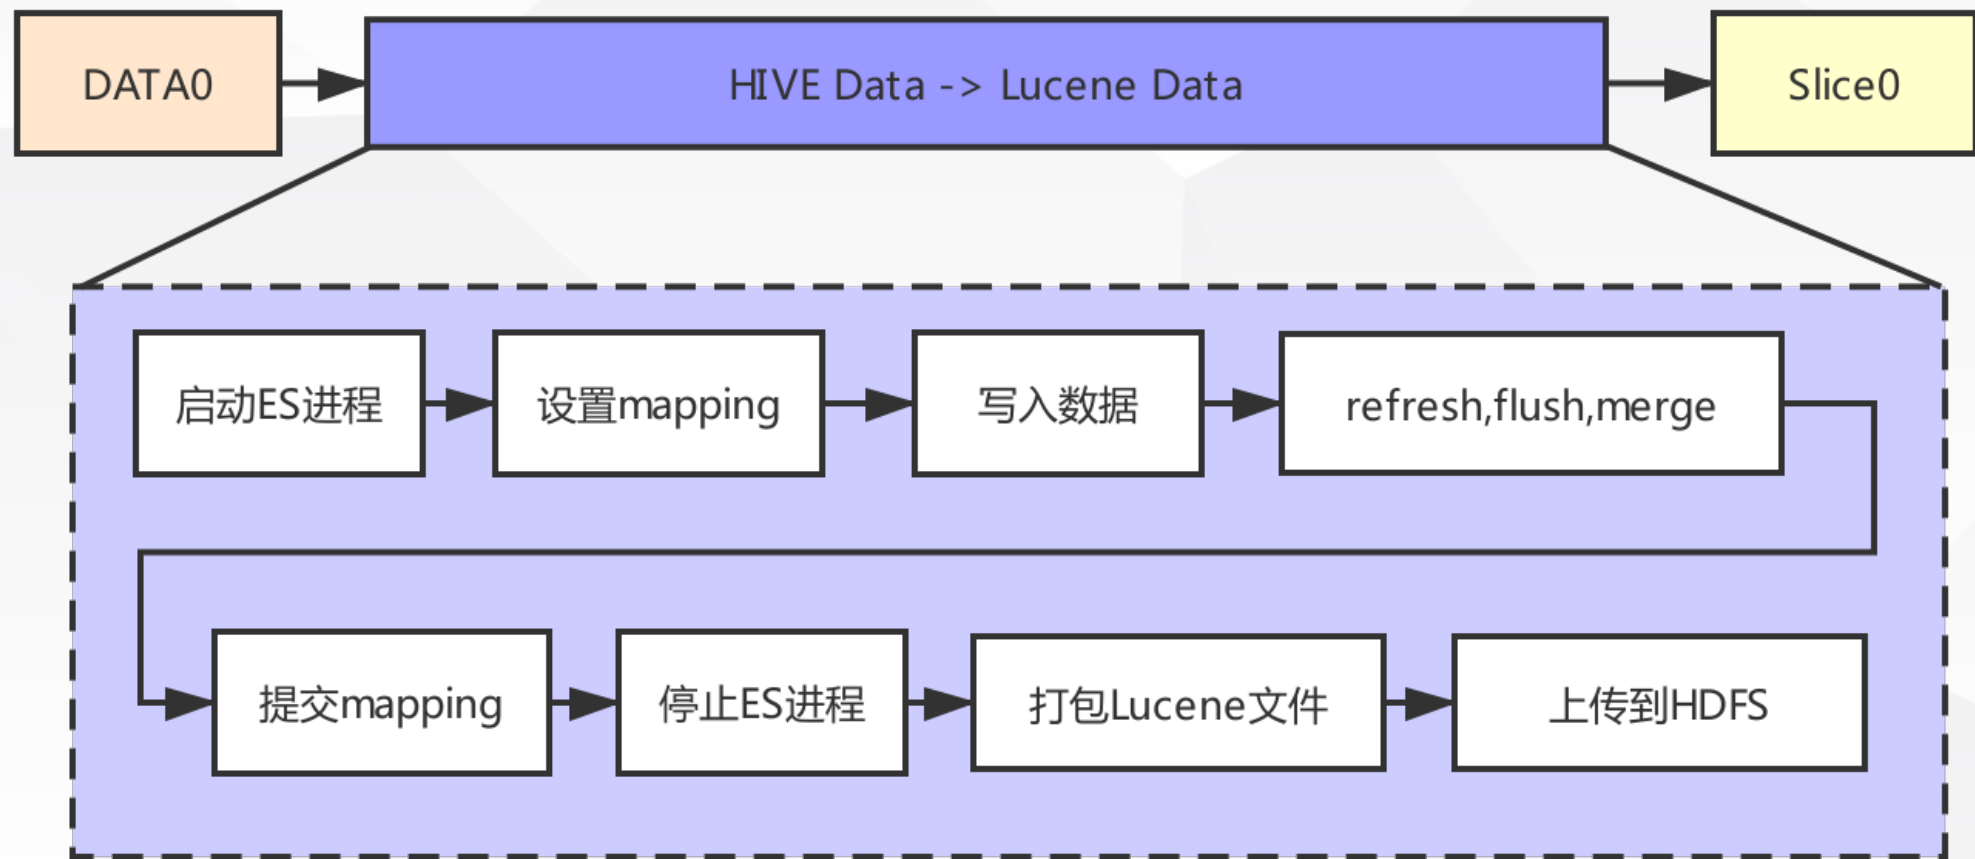 DATA0
HIVE Data -> Lucene Data
Slice0
启动ES进程
设置mapping
写入数据
refresh,flush,merge
提交mapping
停止ES进程
打包Lucene文件
上传到HDFS